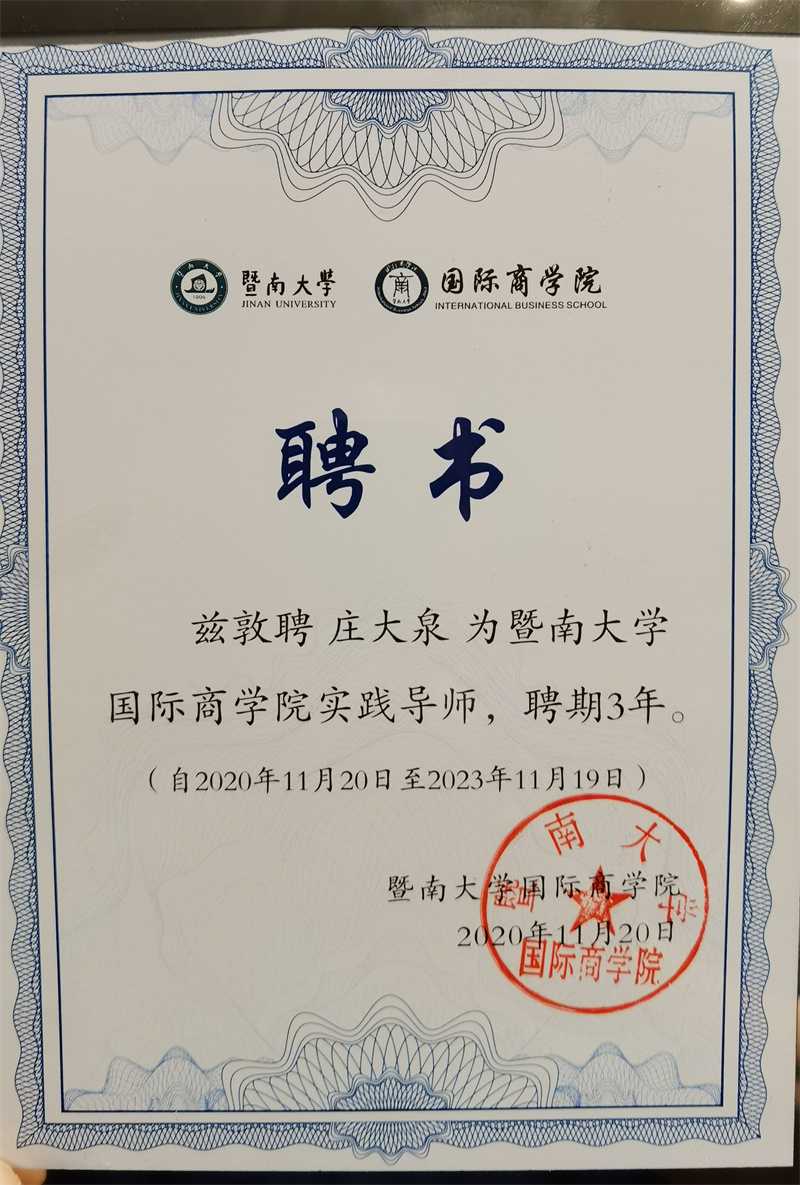 暨南大學 国际商学院
JINAN UNIVERSITY INTERNATIONAL BUSINESS SCHOOL
聘书
兹敦聘 庄大泉 为暨南大学
国际商学院实践导师，聘期3年。
（自2020年11月20日至2023年11月19日）
暨南大学国际商学院
2020年11月20日
暨南大学
国际商学院